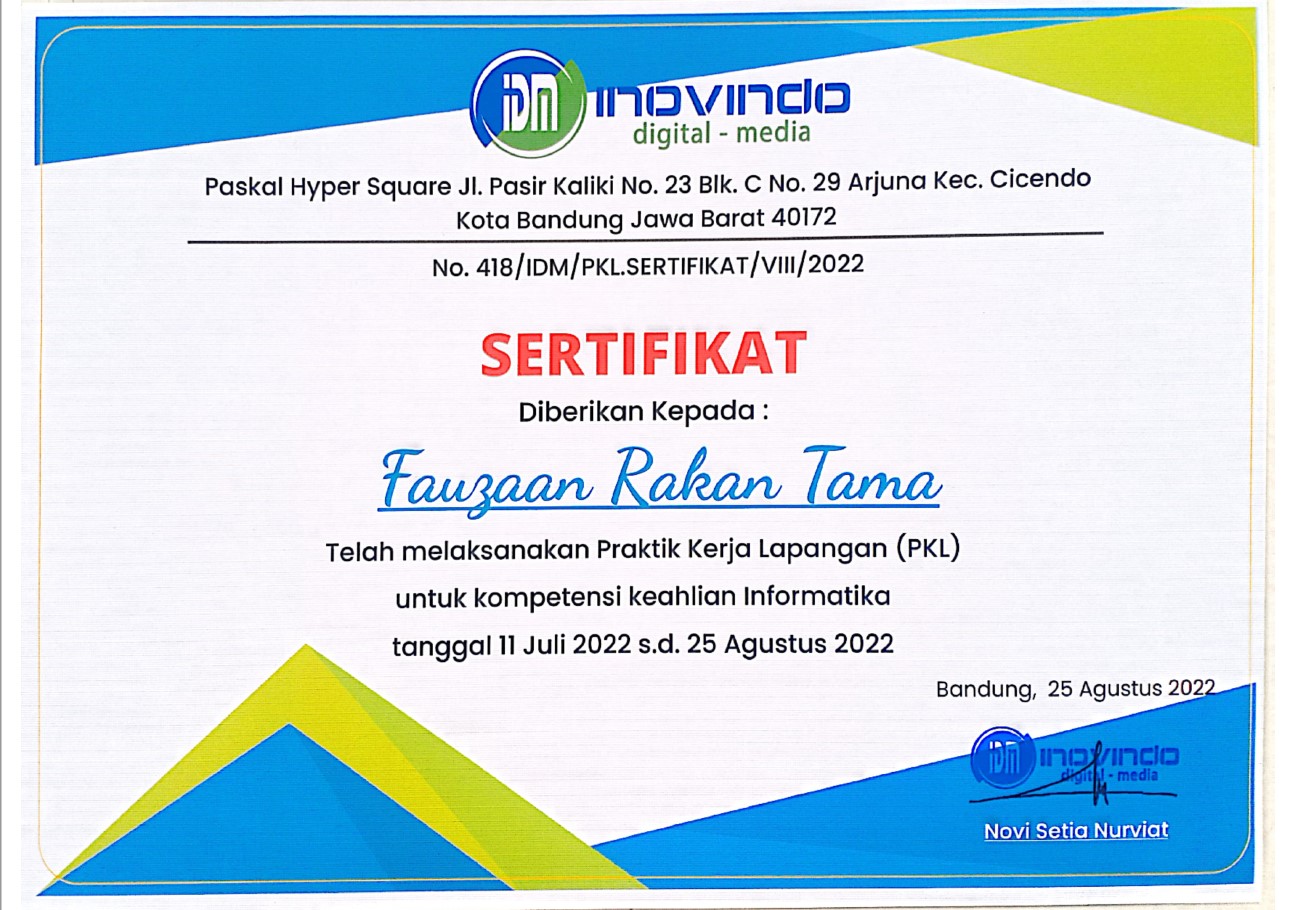 IDM INOVINDO
digital - media
Paskal Hyper Square Jl. Pasir Kaliki No. 23 Blk. C No. 29 Arjuna Kec. Cicendo
Kota Bandung Jawa Barat 40172
No. 418/IDM/PKL.SERTIFIKAT/VIII/2022
SERTIFIKAT
Diberikan Kepada :
Fauzaan Rakan Tama
Telah melaksanakan Praktik Kerja Lapangan (PKL)
untuk kompetensi keahlian Informatika
tanggal 11 Juli 2022 s.d. 25 Agustus 2022
Bandung, 25 Agustus 2022
IDM INOVINDO
digital - media
Novi Setia Nurviat